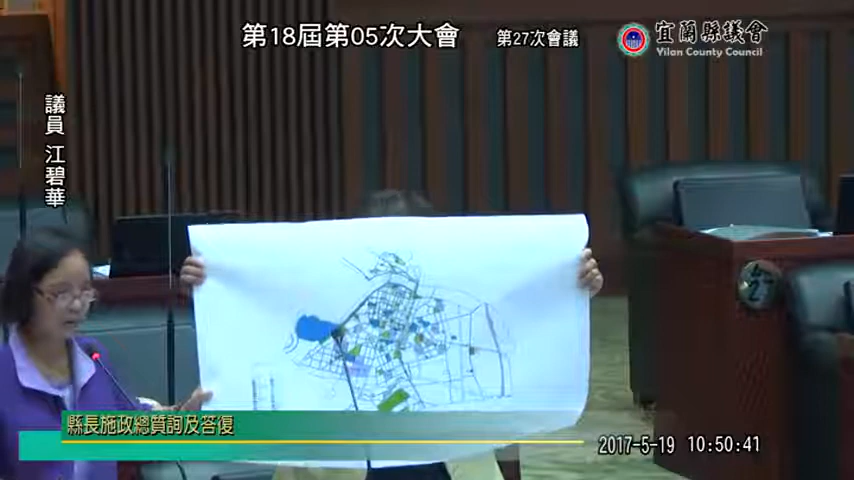 第18屆第05次大會
第27次會議
宜蘭縣議會
Yilan County Council
議員 江碧華
縣長施政總質詢及答復
2017-5-19 10:50:41